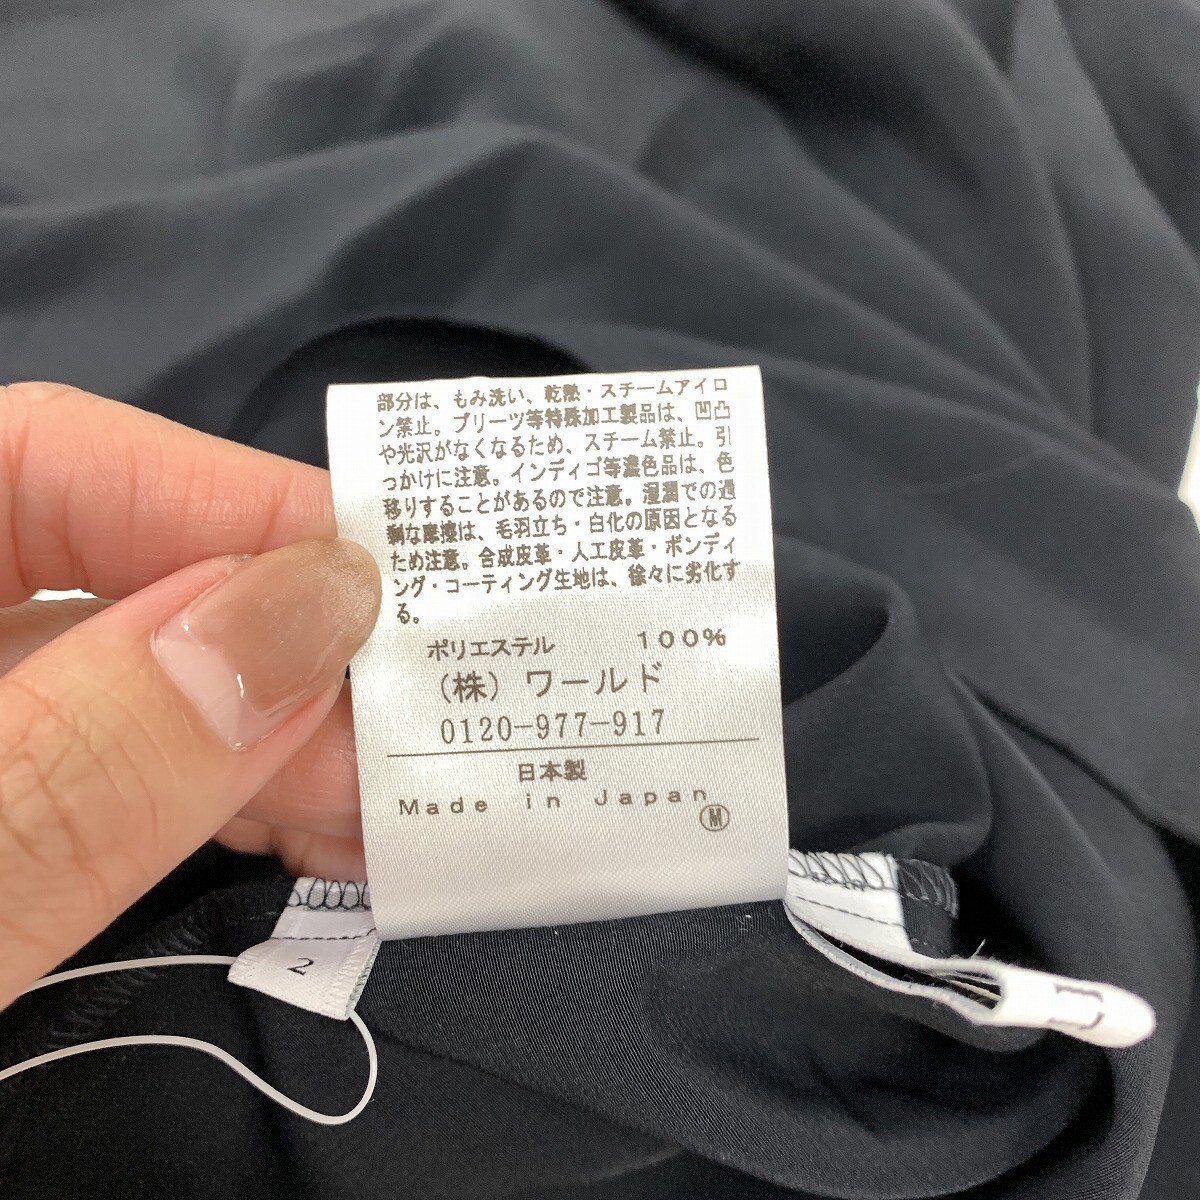 部分は、もみ洗い、乾熱・スチームアイロ
ン禁止。プリーツ等特殊加工製品は、凹凸
や光沢がなくなるため、スチーム禁止。引
っかけに注意。インディゴ等濃色品は、色
移りすることがあるので注意。湿潤での過
剰な摩擦は、毛羽立ち・白化の原因となる
ため注意。合成皮革・人工皮革・ボンディ
ング・コーティング生地は、徐々に劣化す
る。
ポリエステル 100%
(株) ワールド
0120-977-917
日本製
Made in Japan
M
2